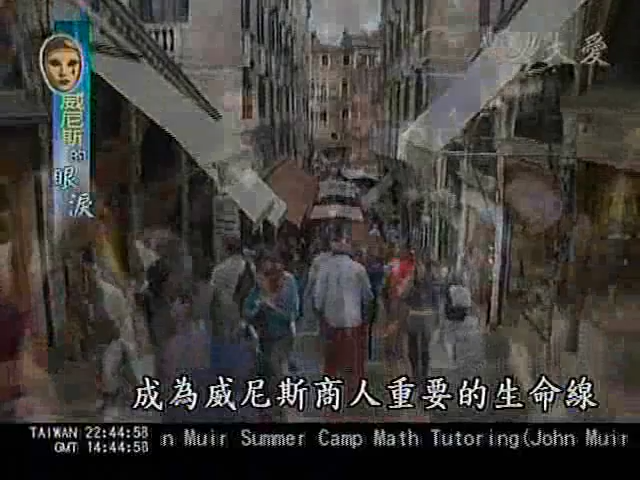 大愛
威尼斯的眼淚
成為威尼斯商人重要的生命線
TAIWAN 22:44:58
GMT 14:44:58
n Muir Summer Camp Math Tutoring(John Muir